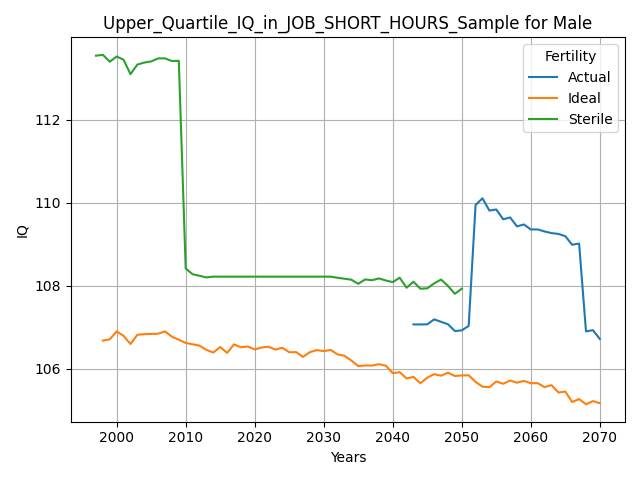 Upper_Quartile_IQ_in_JOB_SHORT_HOURS_Sample for Male
Fertility
Actual
Ideal
Sterile
IQ
112
110
108
106
2000 2010 2020 2030 2040 2050 2060 2070
Years